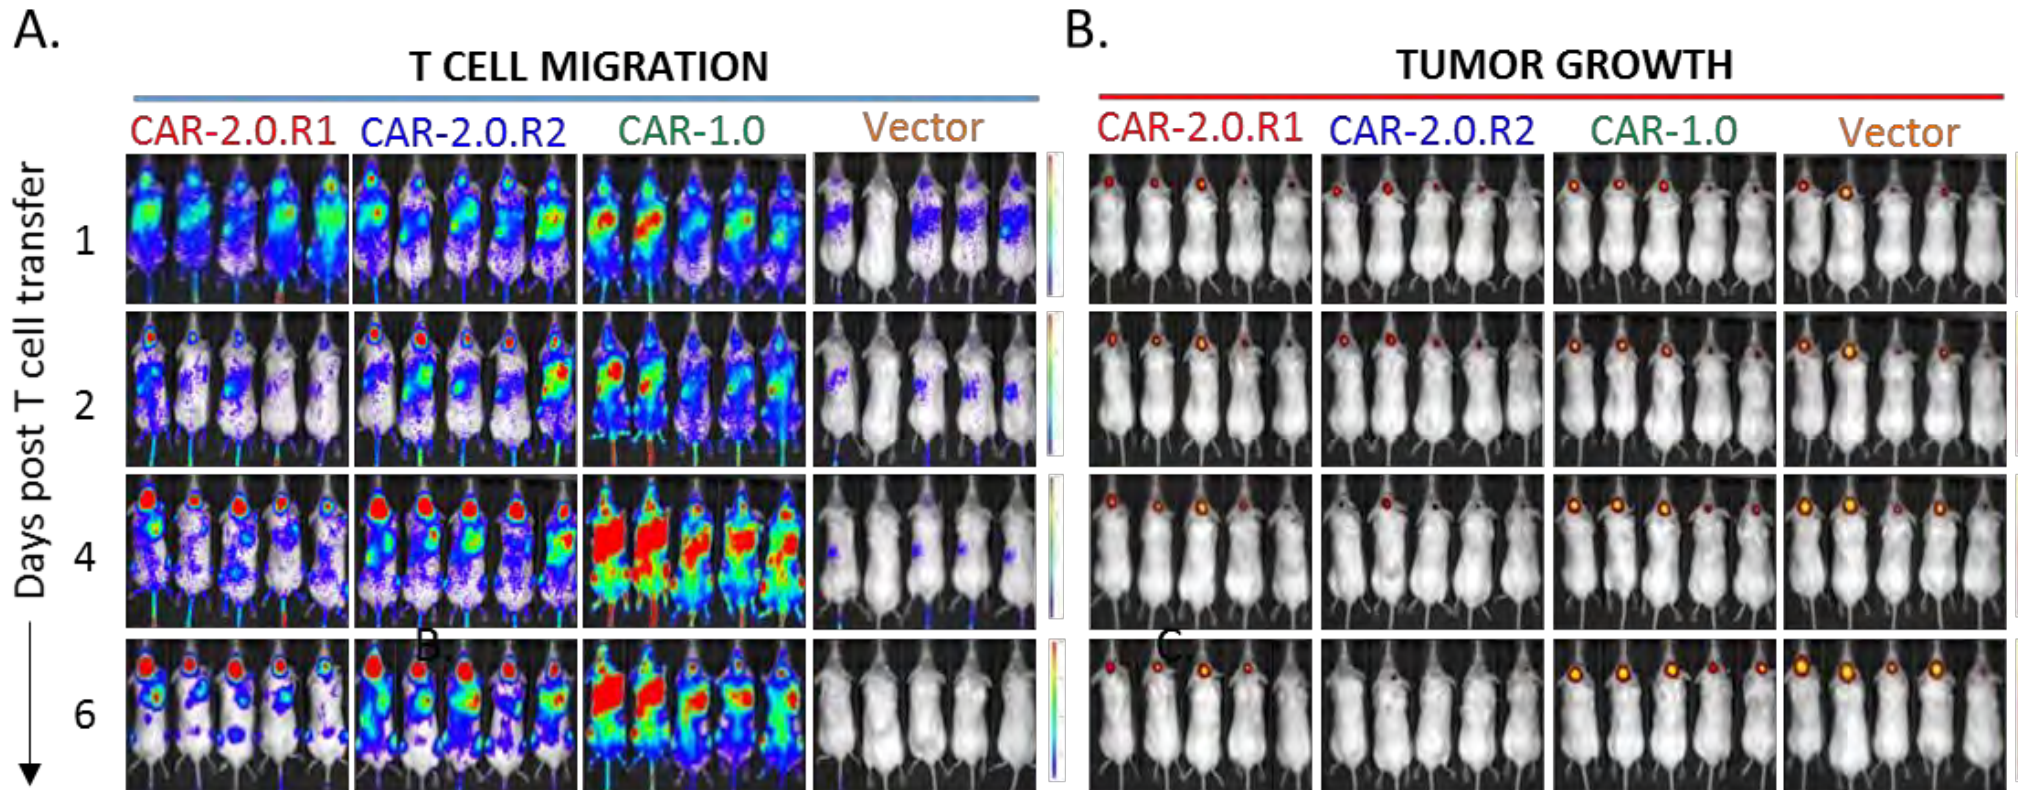 A.
T CELL MIGRATION
CAR-2.0.R1 CAR-2.0.R2 CAR-1.0 Vector
Days post T cell transfer
1
2
4
6
B.
B.
TUMOR GROWTH
CAR-2.0.R1 CAR-2.0.R2 CAR-1.0 Vector
C